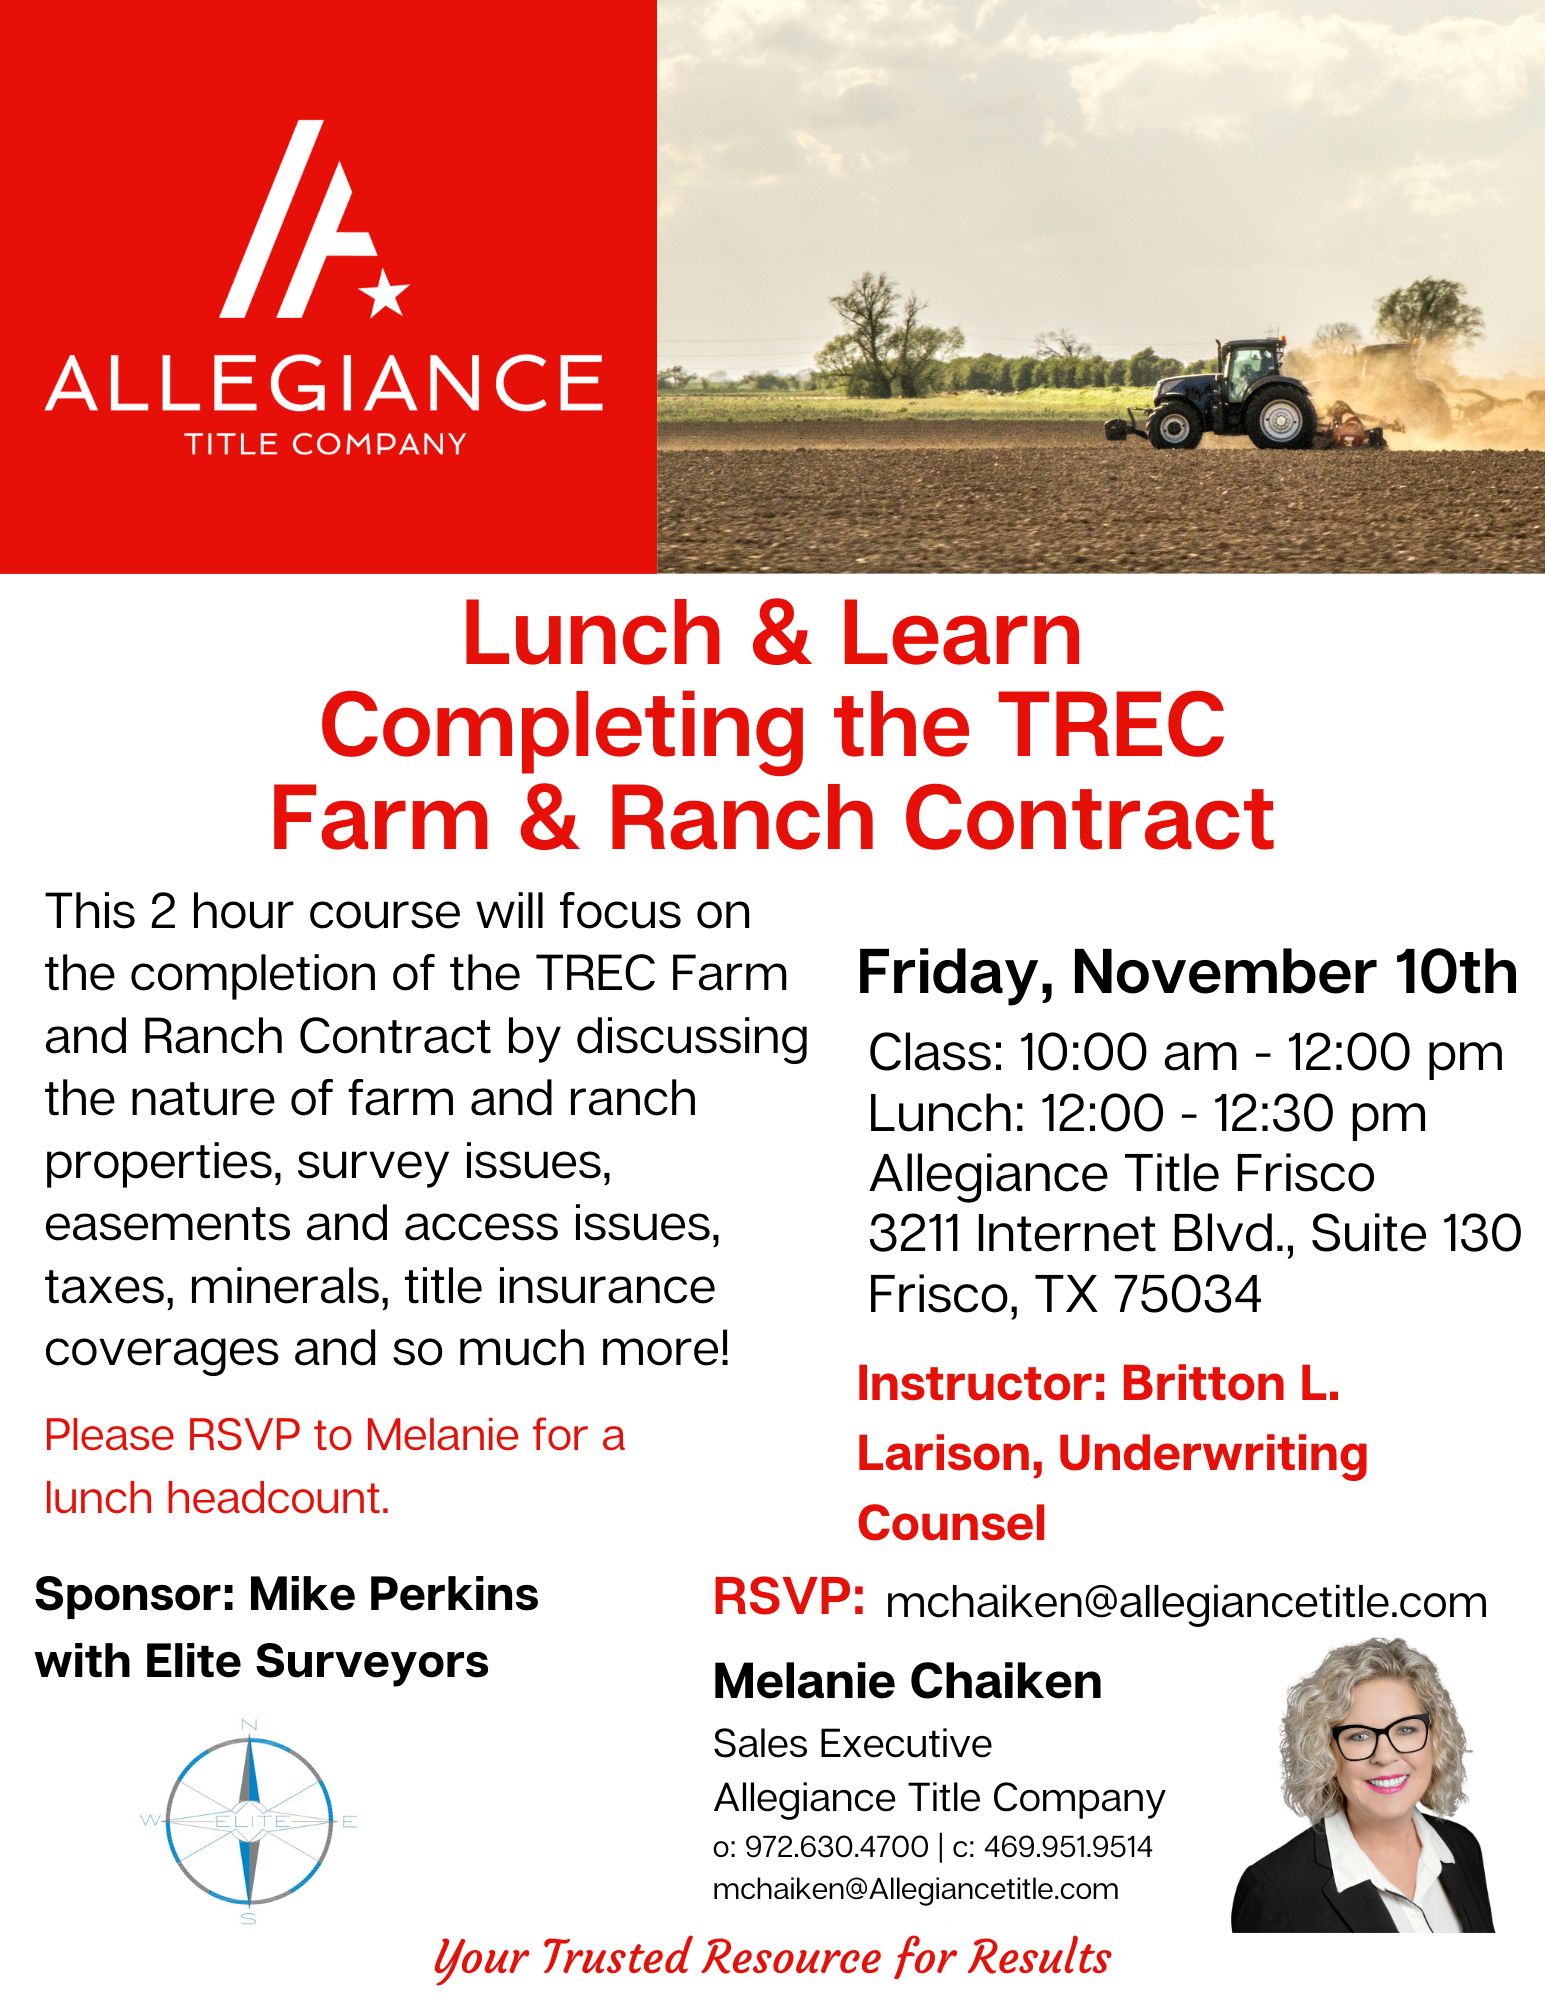 ALLEGIANCE
TITLE COMPANY
Lunch & Learn
Completing the TREC
Farm & Ranch Contract
This 2 hour course will focus on
the completion of the TREC Farm
and Ranch Contract by discussing
the nature of farm and ranch
properties, survey issues,
easements and access issues,
taxes, minerals, title insurance
coverages and so much more!
Please RSVP to Melanie for a
lunch headcount.
Friday, November 10th
Class: 10:00 am - 12:00 pm
Lunch: 12:00 - 12:30 pm
Allegiance Title Frisco
3211 Internet Blvd., Suite 130
Frisco, TX 75034
Instructor: Britton L.
Larison, Underwriting
Counsel
Sponsor: Mike Perkins
with Elite Surveyors
N
W ELITE E
S
RSVP: mchaiken@allegiancetitle.com
Melanie Chaiken
Sales Executive
Allegiance Title Company
o: 972.630.4700 | c: 469.951.9514
mchaiken@Allegiancetitle.com
Your Trusted Resource for Results